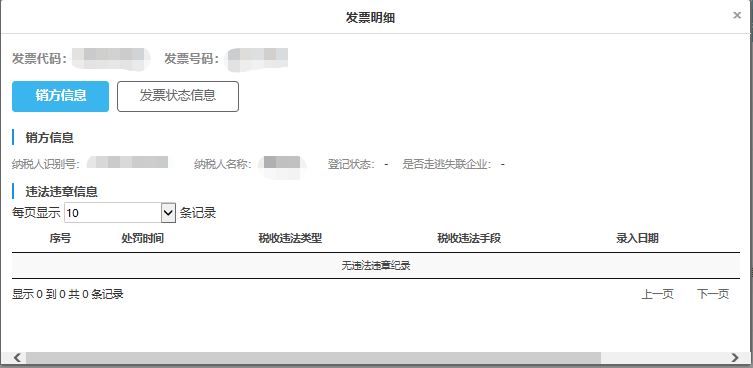 发票明细 ×
发票代码： 发票号码：
销方信息 发票状态信息
销方信息
纳税人识别号： 纳税人名称： 登记状态： - 是否走逃失联企业： -
违法违章信息
每页显示 10 条记录
序号 处罚时间 税收违法类型 税收违法手段 录入日期
无违法违章纪录
显示 0 到 0 共 0 条记录 上一页 下一页